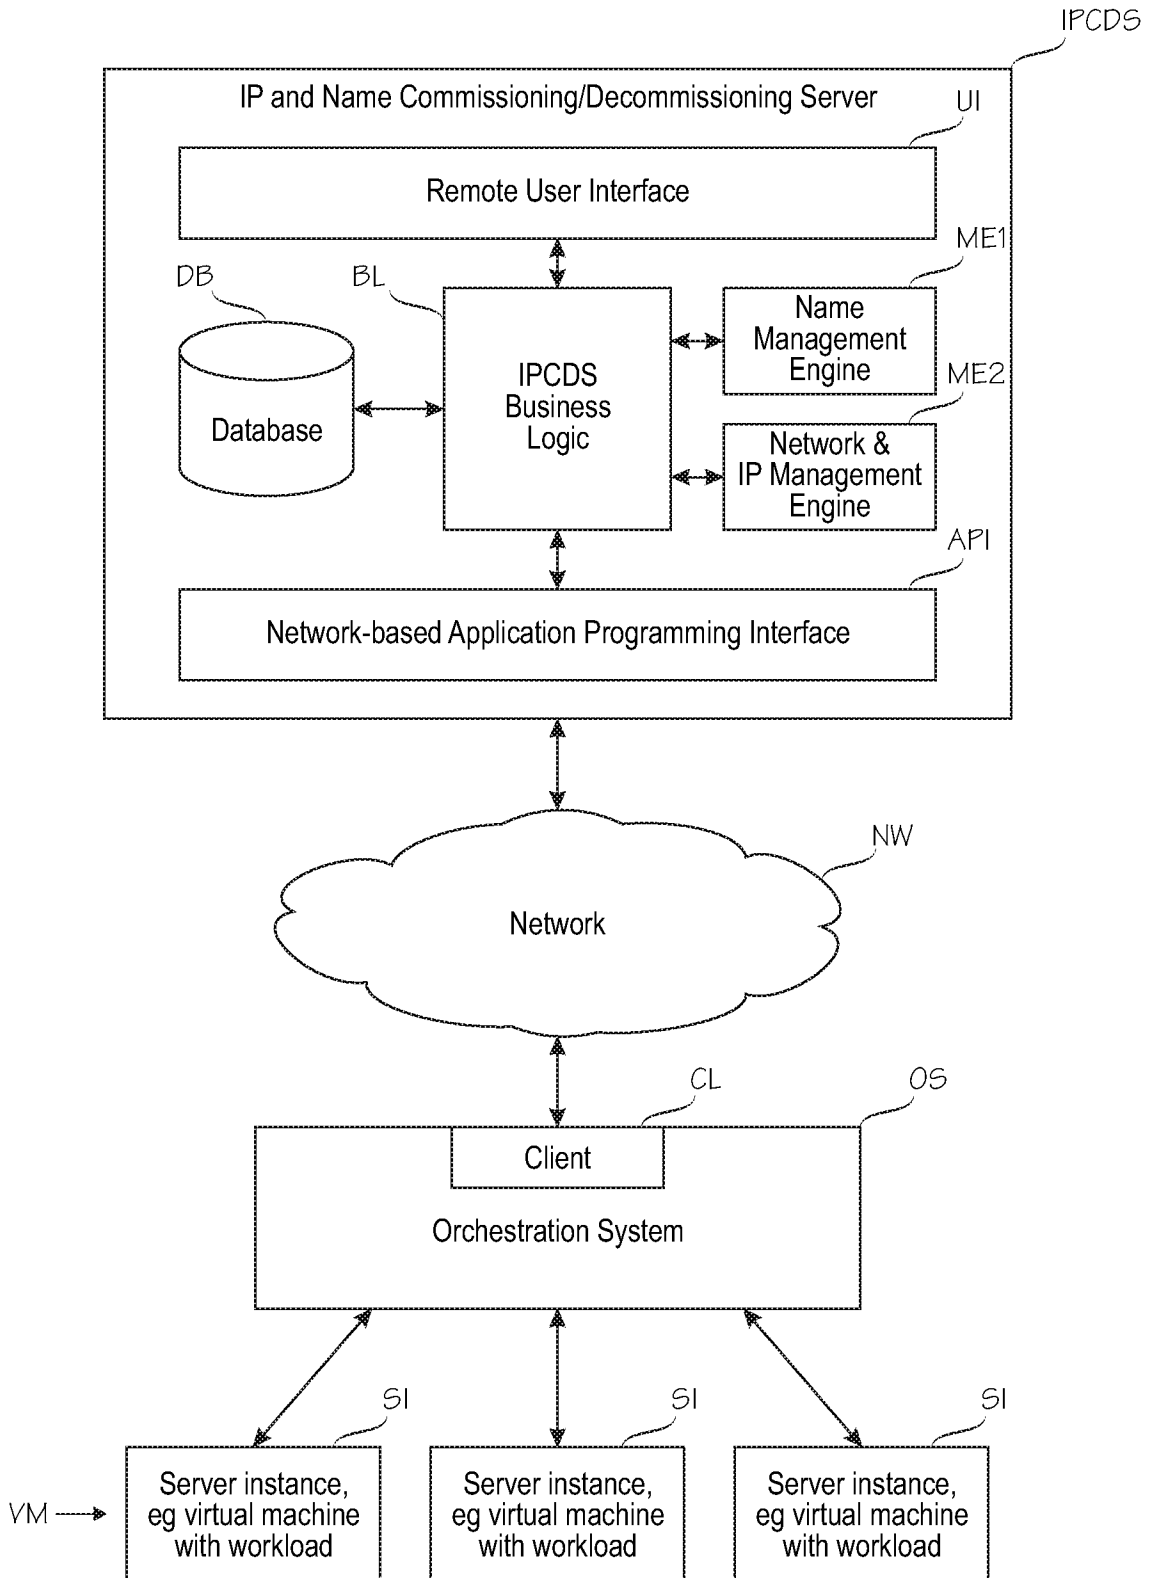 IPCDS
IP and Name Commissioning/Decommissioning Server
UI
Remote User Interface
DB
BL
ME1
Name
Management
Engine
Database
IPCDS
Business
Logic
ME2
Network &
IP Management
Engine
API
Network-based Application Programming Interface
NW
Network
CL
OS
Client
Orchestration System
SI
SI
SI
VM
Server instance,
eg virtual machine
with workload
Server instance,
eg virtual machine
with workload
Server instance,
eg virtual machine
with workload